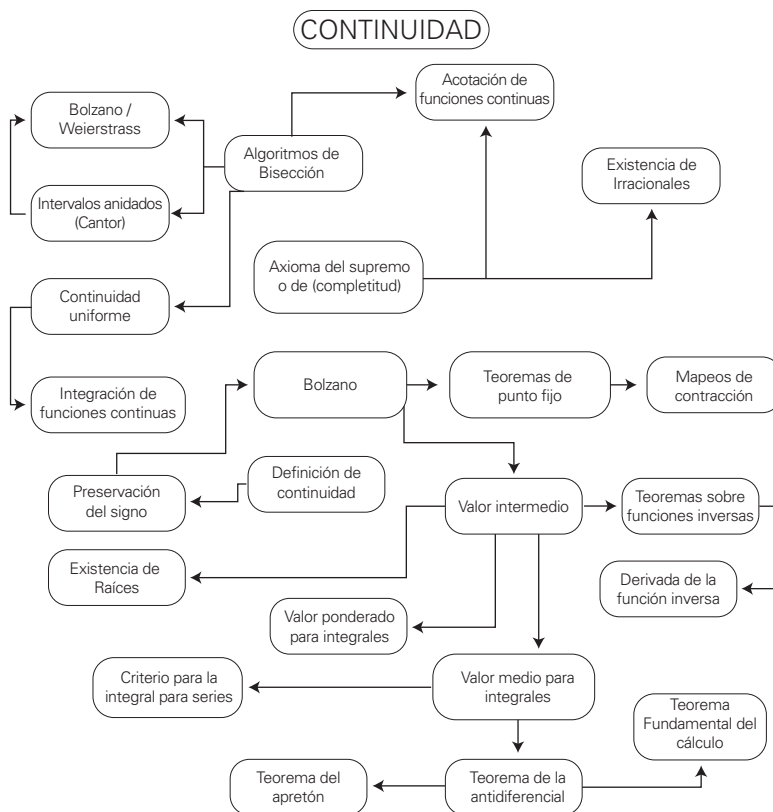 CONTINUIDAD
Acotación de
funciones continuas
Bolzano /
Weierstrass
Algoritmos de
Bisección
Existencia de
Irracionales
Intervalos anidados
(Cantor)
Axioma del supremo
o de (completitud)
Continuidad
uniforme
Bolzano
Teoremas de
punto fijo
Mapeos de
contracción
Integración de
funciones continuas
Definición de
continuidad
Preservación
del signo
Valor intermedio
Teoremas sobre
funciones inversas
Existencia de
Raíces
Derivada de la
función inversa
Valor ponderado
para integrales
Criterio para la
integral para series
Valor medio para
integrales
Teorema
Fundamental del
cálculo
Teorema del
apretón
Teorema de la
antidiferencial